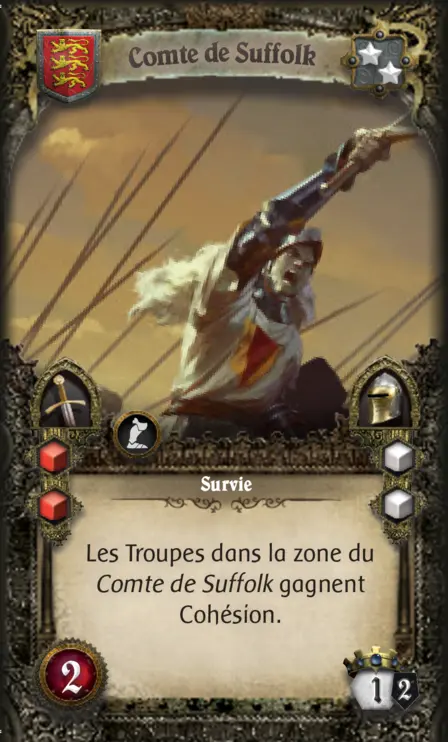 Comte de Suffolk
Survie
Les Troupes dans la zone du
Comte de Suffolk gagnent
Cohésion.
2
1 2